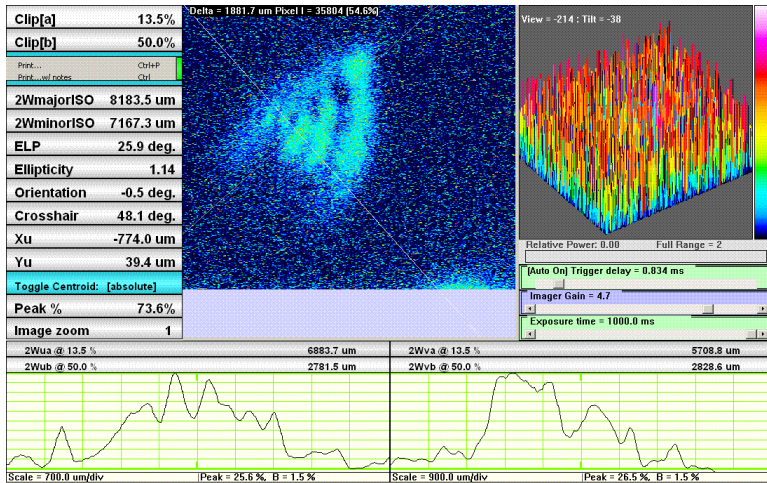 Clip[a] 13.5%
Clip[b] 50.0%
Print... Ctrl+P
Print...w/ notes Ctrl
2WmajorISO 8183.5 um
2WminorISO 7167.3 um
ELP 25.9 deg.
Ellipticity 1.14
Orientation -0.5 deg.
Crosshair 48.1 deg.
Xu -774.0 um
Yu 39.4 um
Toggle Centroid: [absolute]
Peak % 73.6%
Image zoom 1
Delta = 1881.7 um Pixel I = 35804 [54.6%]
View = -214 : Tilt = -38
Relative Power: 0.00 Full Range = 2
[Auto On] Trigger delay = 0.834 ms
Imager Gain = 4.7
Exposure time = 1000.0 ms
2Wua @ 13.5 % 6883.7 um
2Wub @ 50.0 % 2781.5 um
2Wva @ 13.5 % 5708.8 um
2Wvb @ 50.0 % 2828.6 um
Scale = 700.0 um/div Peak = 25.6 %, B = 1.5 %
Scale = 900.0 um/div Peak = 26.5 %, B = 1.5 %